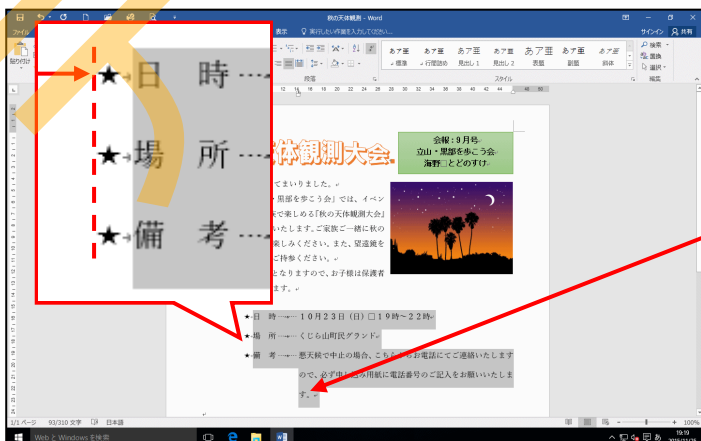 秋の天体観測 - Word
サインイン 共有
ファイル 表示 実行したい作業を入力してください...
貼り付け
標準 行間詰め 見出し 1 見出し 2 表題 副題 斜体
検索
置換
選択
段落 スタイル 編集
★→日 時…
★→場 所…
★→備 考…
体観測大会
会報：9月号
立山・黒部を歩こう会
海野□とどのすけ
てまいりました。
・黒部を歩こう会」では、イベン
族で楽しめる「秋の天体観測大会」
いたします。ご家族ご一緒に秋の
楽しみください。また、望遠鏡を
ご持参ください。
となりますので、お子様は保護者
ます。
★日 時……10月23日（日）□19時～22時
★場 所……くじら山町民グランド
★備 考……悪天候で中止の場合、こちらからお電話にてご連絡いたします
ので、必ず申し込み用紙に電話番号のご記入をお願いいたしま
す。
1/1 ページ 93/310 文字 日本語 100%
Web と Windows を検索
あ 19:19
2015/11/25